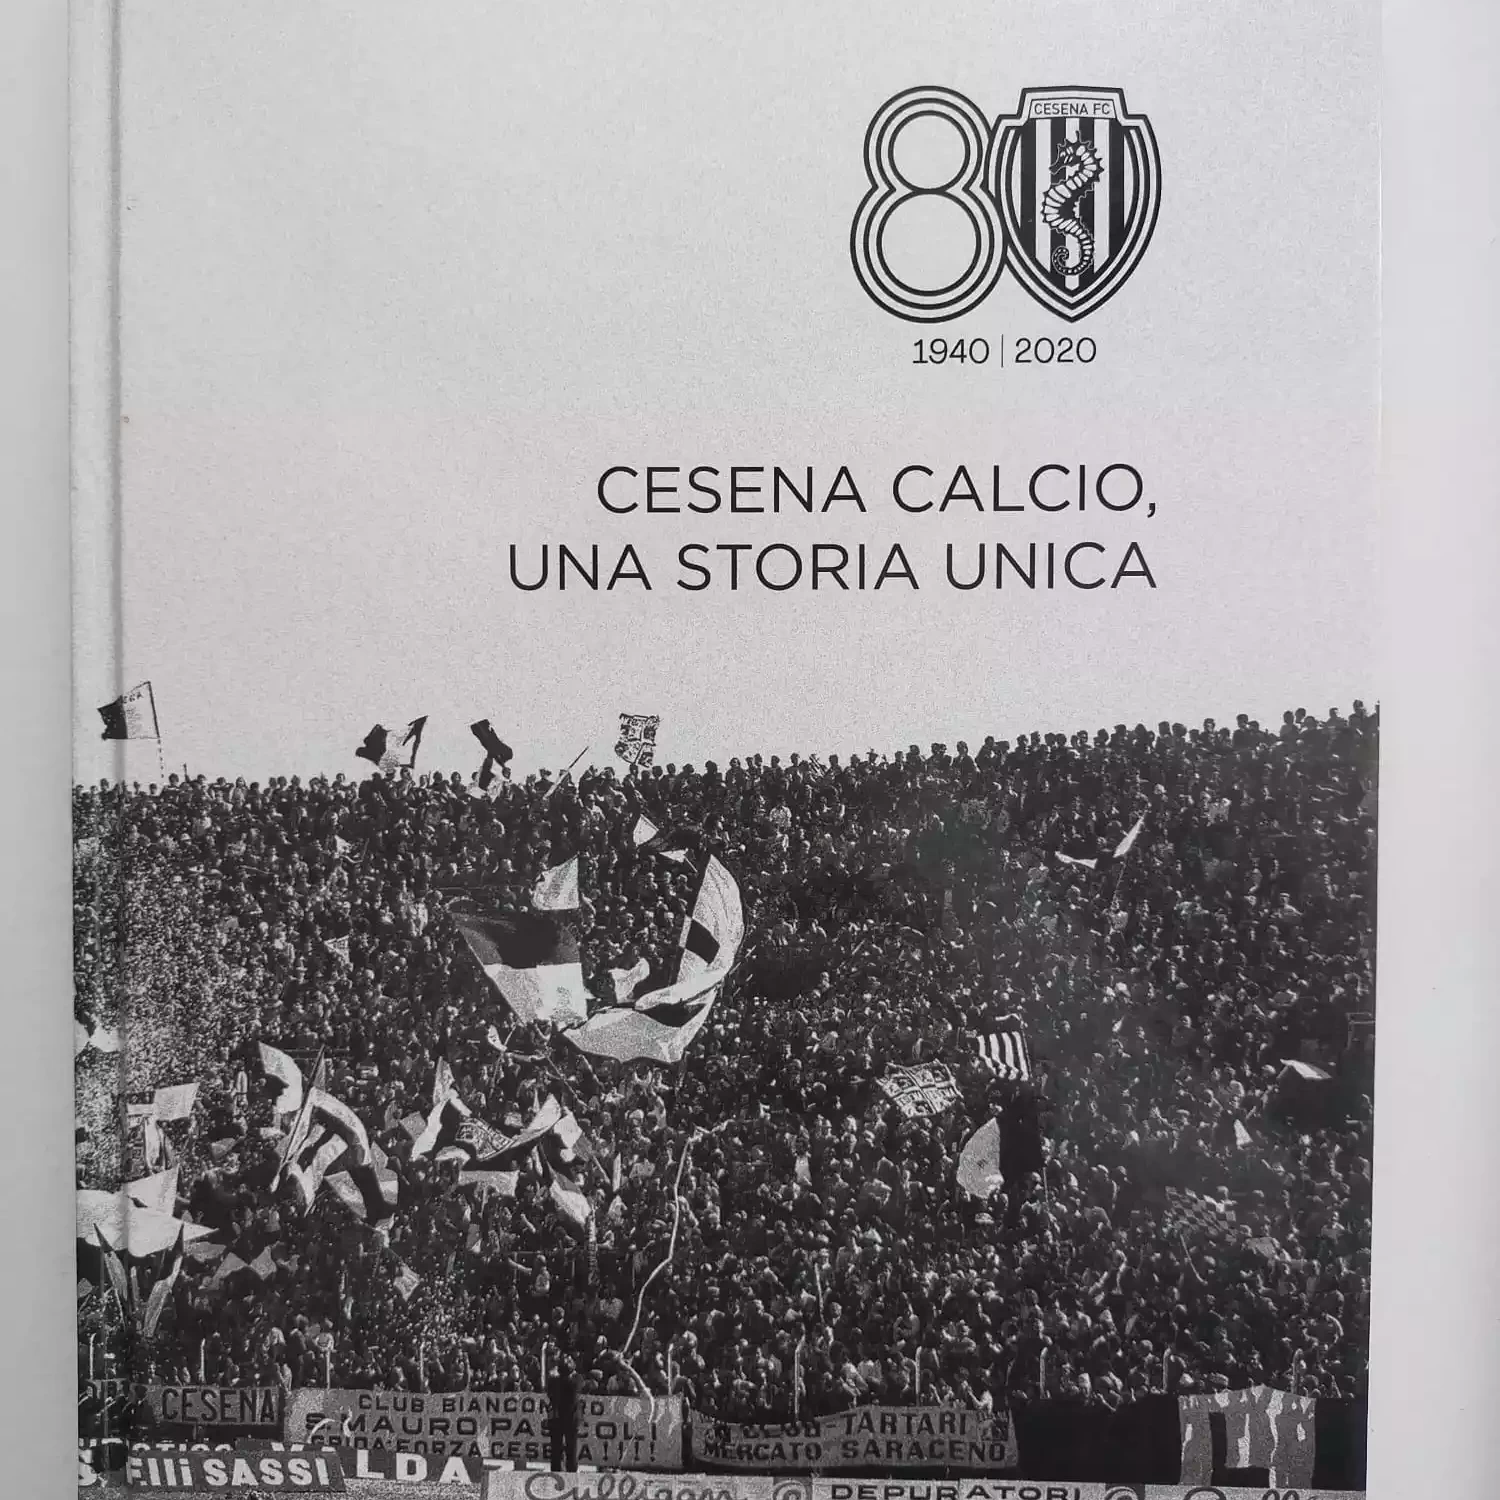 80
CESENA FC
1940 | 2020
CESENA CALCIO,
UNA STORIA UNICA
CESENA
CLUB BIANCONERO
S. MAURO PASCOLI
GRIDA: FORZA CESENA!!!!
CLUB-TARTARI
MERCATO SARACENO
F.lli SASSI
Culligan
DEPURATORI